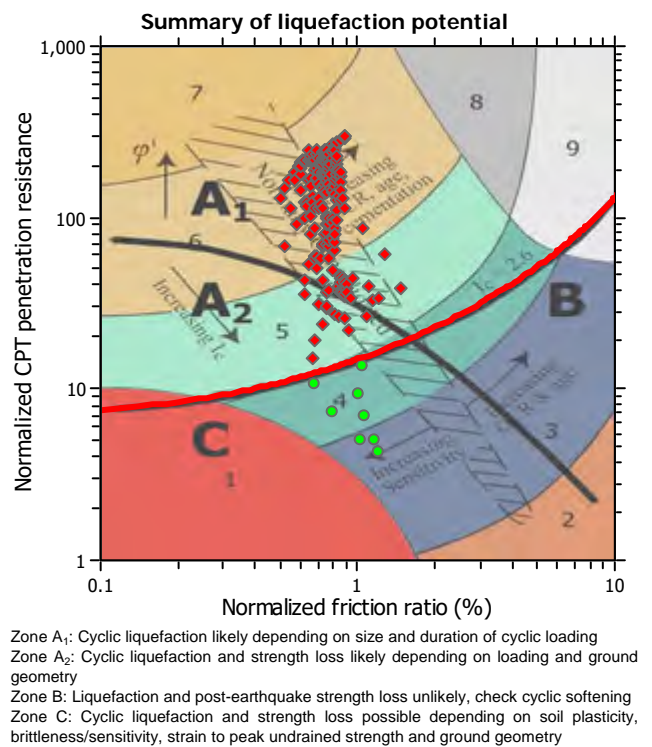 Summary of liquefaction potential
1,000
7
8
9
φ'
A₁
100
6
A₂
Increasing Ic
5
Ic = 2.6
B
10
4
3
C
1
Increasing
Sensitivity
2
1
0.1
1
10
Normalized CPT penetration resistance
Normalized friction ratio (%)
Zone A₁: Cyclic liquefaction likely depending on size and duration of cyclic loading
Zone A₂: Cyclic liquefaction and strength loss likely depending on loading and ground
geometry
Zone B: Liquefaction and post-earthquake strength loss unlikely, check cyclic softening
Zone C: Cyclic liquefaction and strength loss possible depending on soil plasticity,
brittleness/sensitivity, strain to peak undrained strength and ground geometry